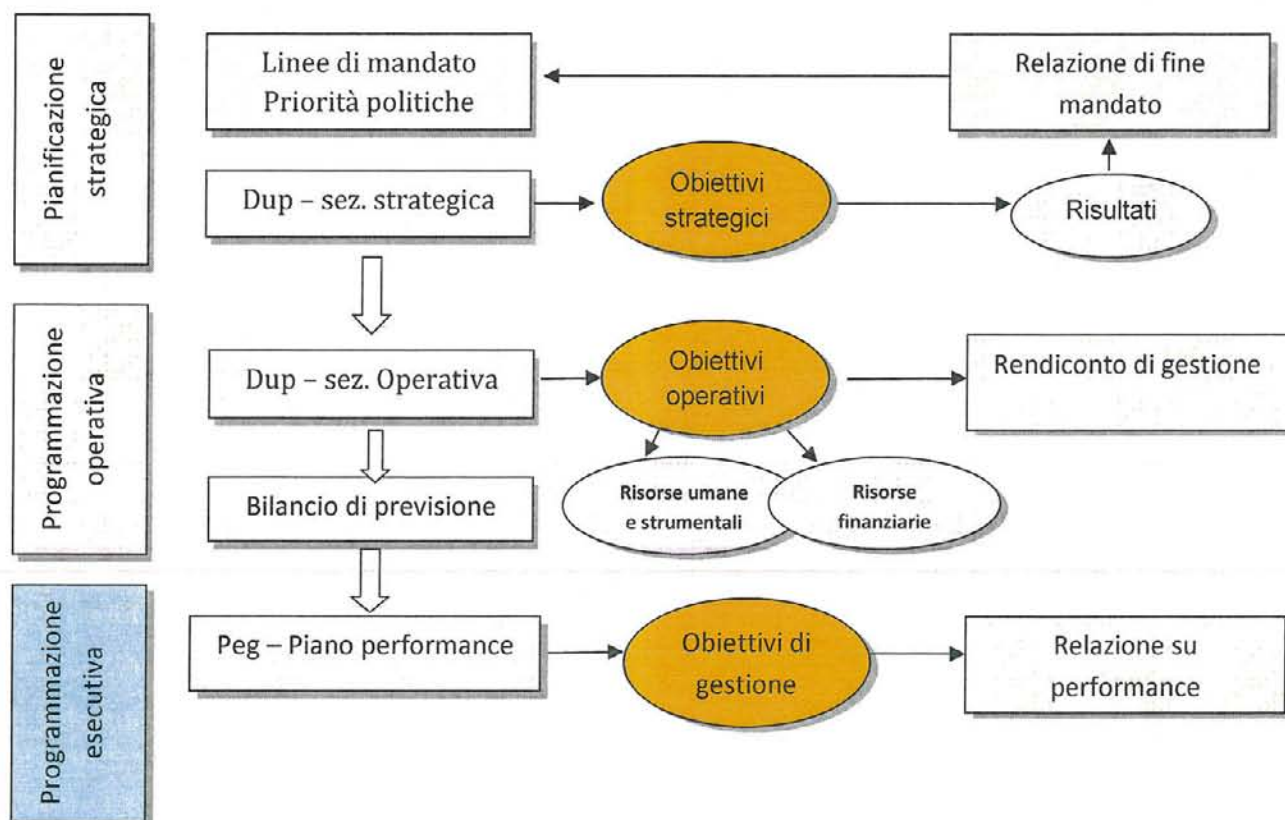 Pianificazione
strategica
Linee di mandato
Priorità politiche
Relazione di fine
mandato
Dup – sez. strategica
Obiettivi
strategici
Risultati
Programmazione
operativa
Dup – sez. Operativa
Obiettivi
operativi
Rendiconto di gestione
Bilancio di previsione
Risorse umane
e strumentali
Risorse
finanziarie
Programmazione
esecutiva
Peg – Piano performance
Obiettivi di
gestione
Relazione su
performance